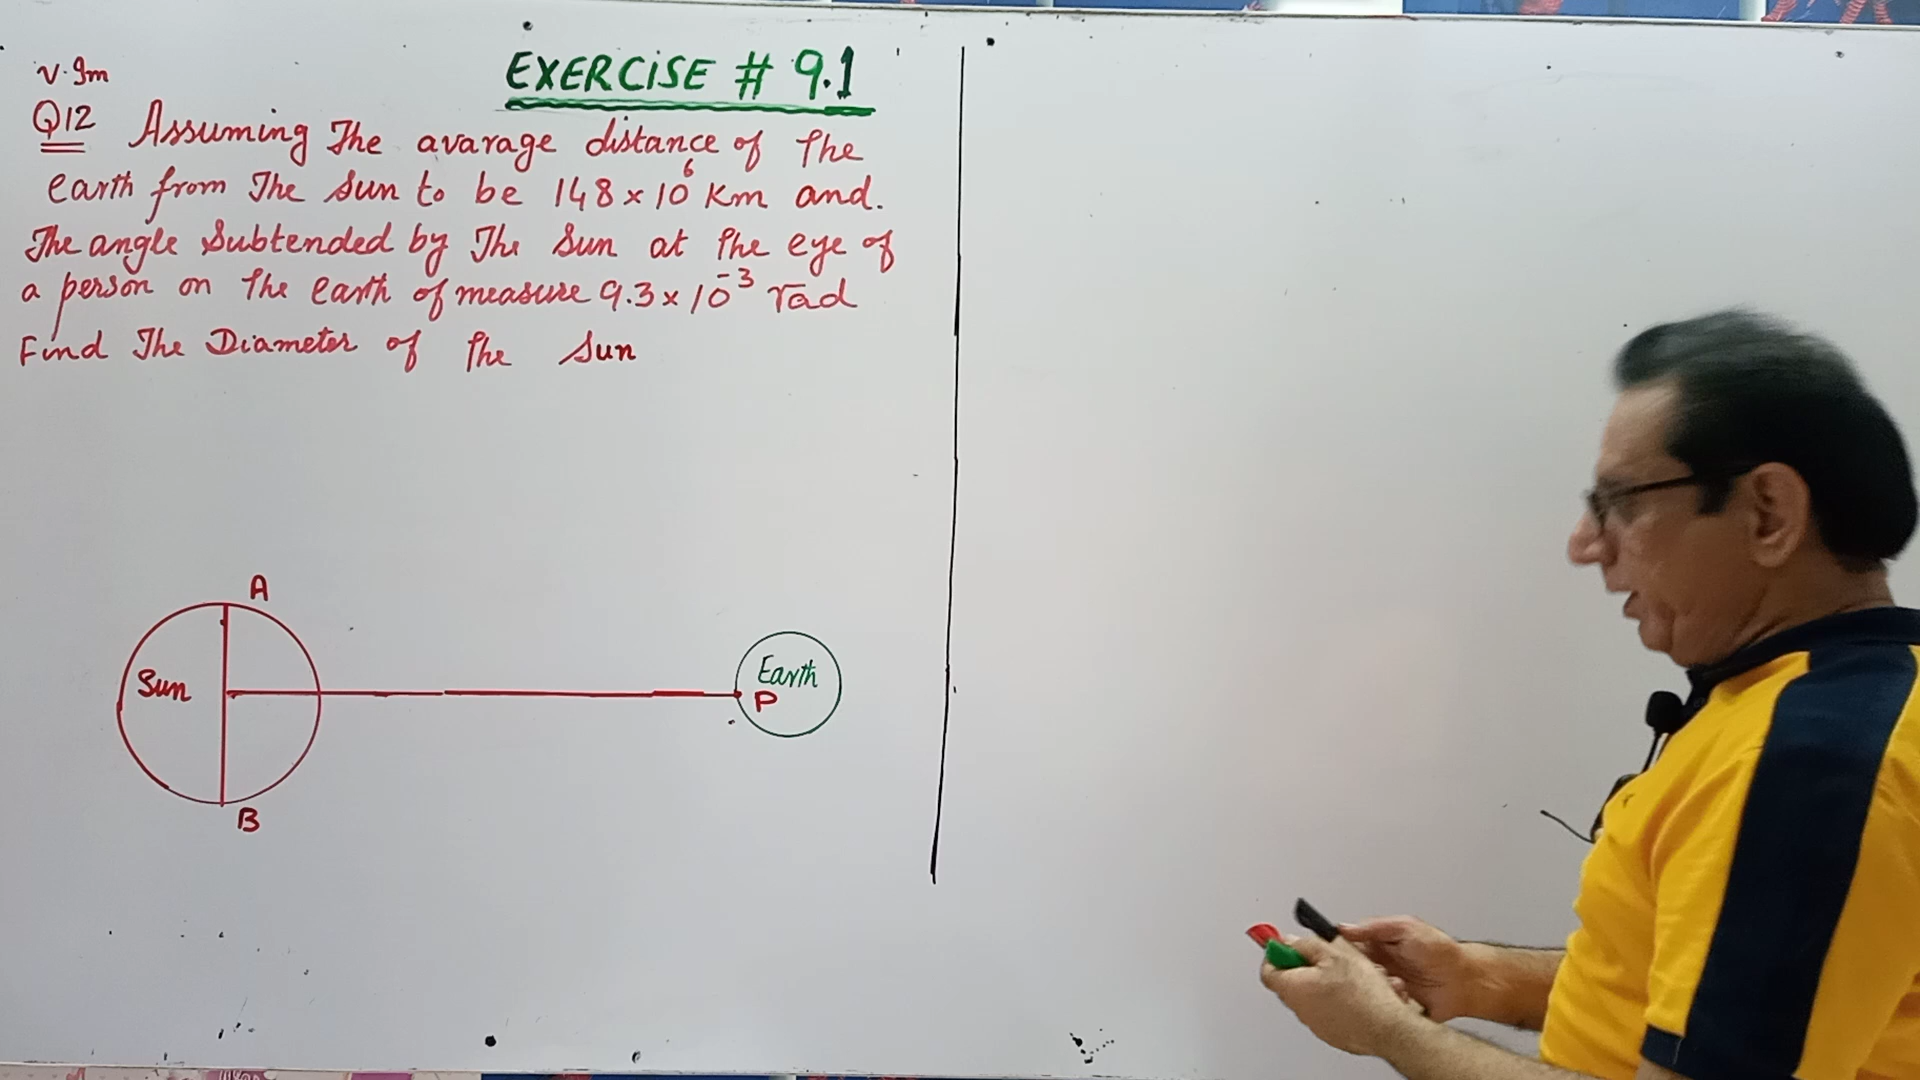 EXERCISE # 9.1
V.Im
Q12 Assuming The avarage distance of The
earth from The Sun to be 148 x 10⁶ Km and.
The angle Subtended by The Sun at The eye of
a person on The earth of measure 9.3 x 10⁻³ rad
Find The Diameter of The Sun
A
Sun
Earth
P
B